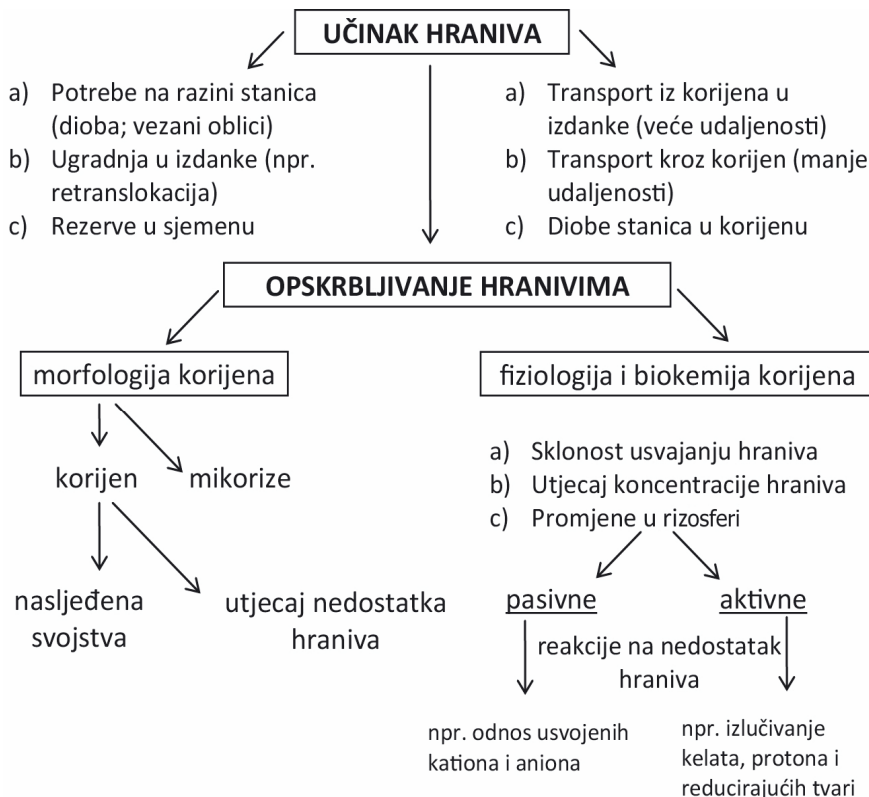 UČINAK HRANIVA
a) Potrebe na razini stanica
(dioba; vezani oblici)
b) Ugradnja u izdanke (npr.
retranslokacija)
c) Rezerve u sjemenu
a) Transport iz korijena u
izdanke (veće udaljenosti)
b) Transport kroz korijen (manje
udaljenosti)
c) Diobe stanica u korijenu
OPSKRBLJIVANJE HRANIVIMA
morfologija korijena
korijen
mikorize
nasljeđena
svojstva
utjecaj nedostatka
hraniva
fiziologija i biokemija korijena
a) Sklonost usvajanju hraniva
b) Utjecaj koncentracije hraniva
c) Promjene u rizosferi
pasivne
aktivne
reakcije na nedostatak
hraniva
npr. odnos usvojenih
kationa i aniona
npr. izlučivanje
kelata, protona i
reducirajućih tvari